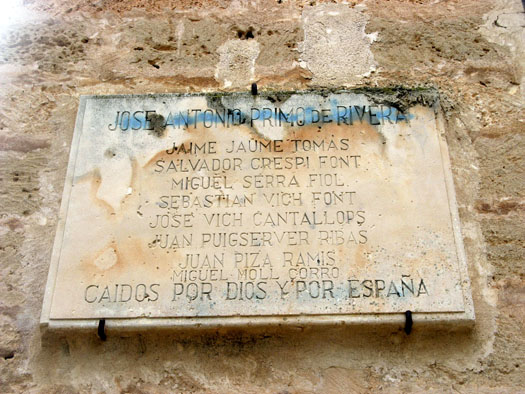 JOSE ANTONIO PRIMO DE RIVERA
JAIME JAUME TOMAS
SALVADOR CRESPI FONT
MIGUEL SERRA FIOL
SEBASTIAN VICH FONT
JOSÉ VICH CANTALLOPS
JUAN PUIGSERVER RIBAS
JUAN PIZA RAMIS
MIGUEL MOLL CORRO
CAIDOS POR DIOS Y POR ESPAÑA